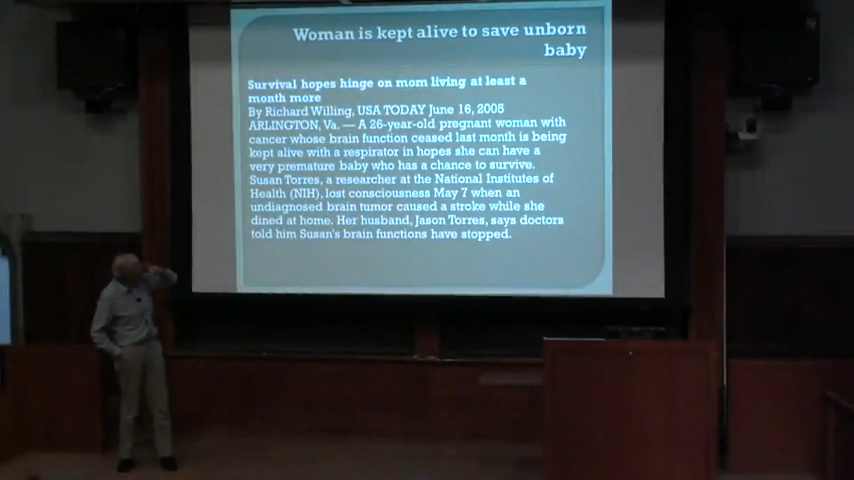 Woman is kept alive to save unborn
baby
Survival hopes hinge on mom living at least a
month more
By Richard Willing, USA TODAY June 16, 2005
ARLINGTON, Va. — A 26-year-old pregnant woman with
cancer whose brain function ceased last month is being
kept alive with a respirator in hopes she can have a
very premature baby who has a chance to survive.
Susan Torres, a researcher at the National Institutes of
Health (NIH), lost consciousness May 7 when an
undiagnosed brain tumor caused a stroke while she
dined at home. Her husband, Jason Torres, says doctors
told him Susan's brain functions have stopped.